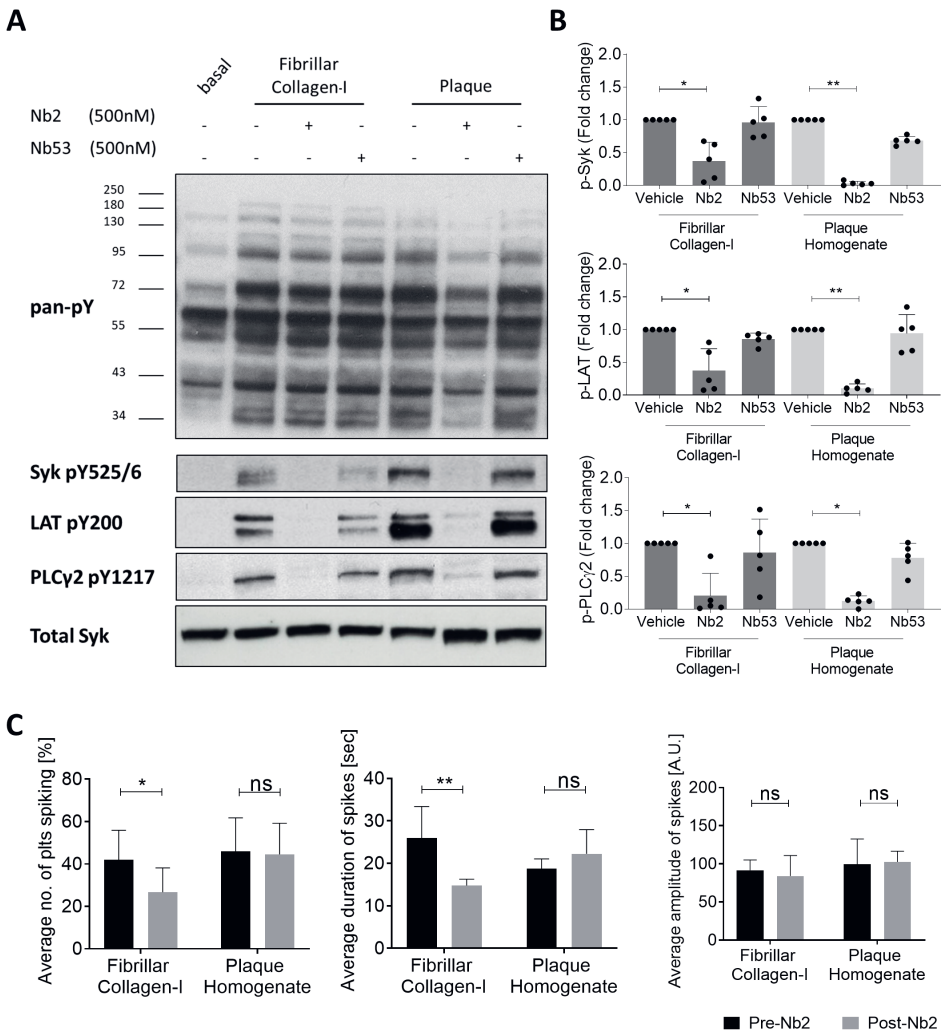 A
basal
Fibrillar
Collagen-I
Plaque
Nb2 (500nM) - - + - - + -
Nb53 (500nM) - - - + - - +
pan-pY
250
180
130
95
72
55
43
34
Syk pY525/6
LAT pY200
PLCγ2 pY1217
Total Syk
B
p-Syk (Fold change)
2.0
1.5
1.0
0.5
0.0
* **
Vehicle Nb2 Nb53 Vehicle Nb2 Nb53
Fibrillar Plaque
Collagen-I Homogenate
p-LAT (Fold change)
2.0
1.5
1.0
0.5
0.0
* **
Vehicle Nb2 Nb53 Vehicle Nb2 Nb53
Fibrillar Plaque
Collagen-I Homogenate
p-PLCγ2 (Fold change)
2.0
1.5
1.0
0.5
0.0
* *
Vehicle Nb2 Nb53 Vehicle Nb2 Nb53
Fibrillar Plaque
Collagen-I Homogenate
C
Average no. of plts spiking [%]
80
60
40
20
0
* ns
Fibrillar Plaque
Collagen-I Homogenate
Average duration of spikes [sec]
40
30
20
10
0
** ns
Fibrillar Plaque
Collagen-I Homogenate
Average amplitude of spikes [A.U.]
200
150
100
50
0
ns ns
Fibrillar Plaque
Collagen-I Homogenate
Pre-Nb2 Post-Nb2